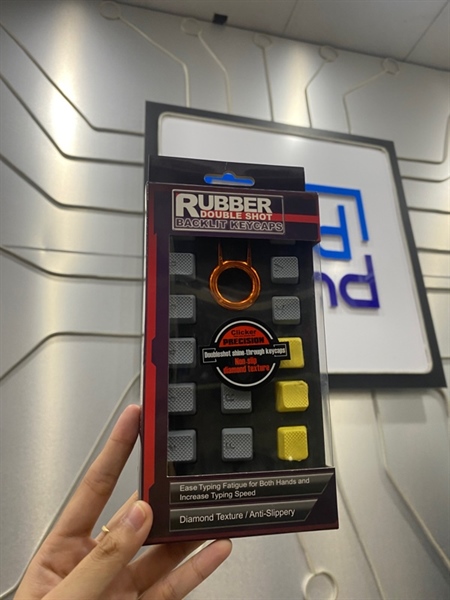 RUBBER
DOUBLE SHOT
BACKLIT KEYCAPS
Clicker
PRECISION
Doubleshot shine-through keycaps
Non slip
diamond texture
Ease Typing Fatigue for Both Hands and
Increase Typing Speed
Diamond Texture / Anti-Slippery
nd